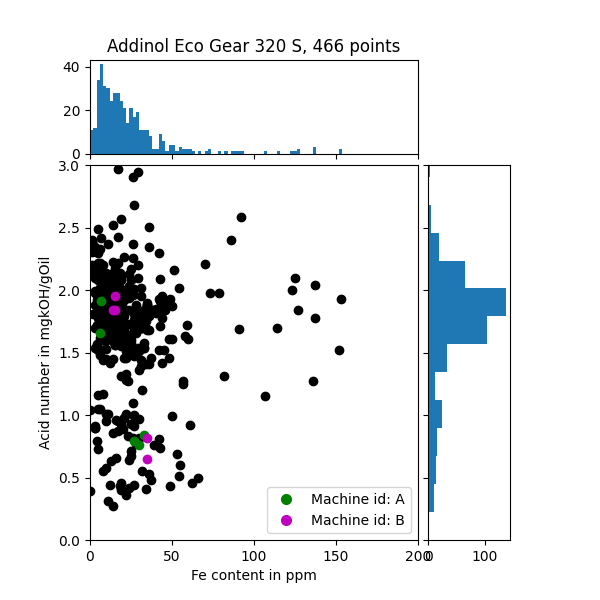 Addinol Eco Gear 320 S, 466 points
40
20
0
3.0
2.5
2.0
1.5
1.0
0.5
0.0
Acid number in mgkOH/gOil
Machine id: A
Machine id: B
0 50 100 150 200
0 100
Fe content in ppm